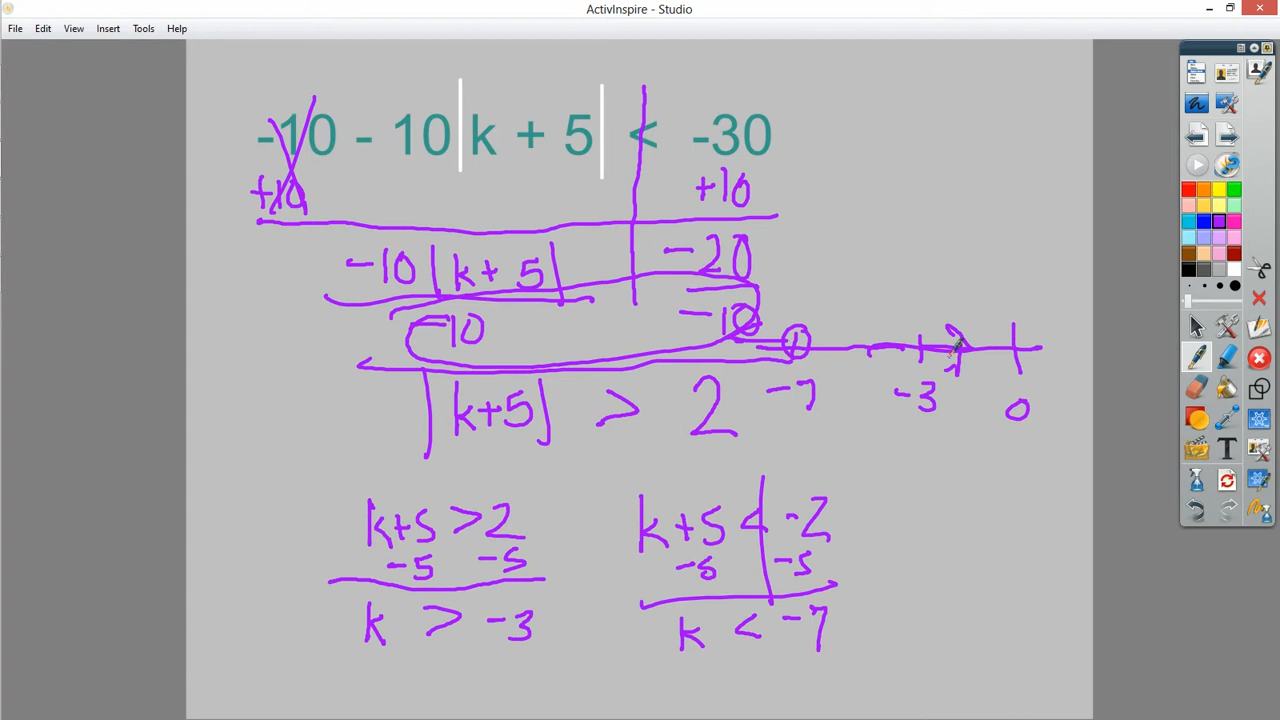 ActivInspire - Studio
File Edit View Insert Tools Help
-10 - 10|k + 5| < -30
+10 +10
-10|k+5| -20
-10 -10
|k+5| > 2
-7 -3 0
k+5 >2 k+5 < -2
-5 -5 -5 -5
k > -3 k < -7